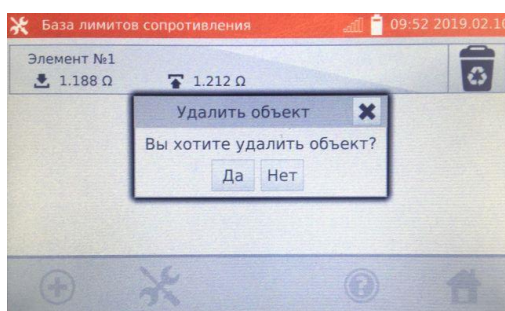 База лимитов сопротивления 09:52 2019.02.10
Элемент №1
1.188 Ω 1.212 Ω
Удалить объект
Вы хотите удалить объект?
Да Нет